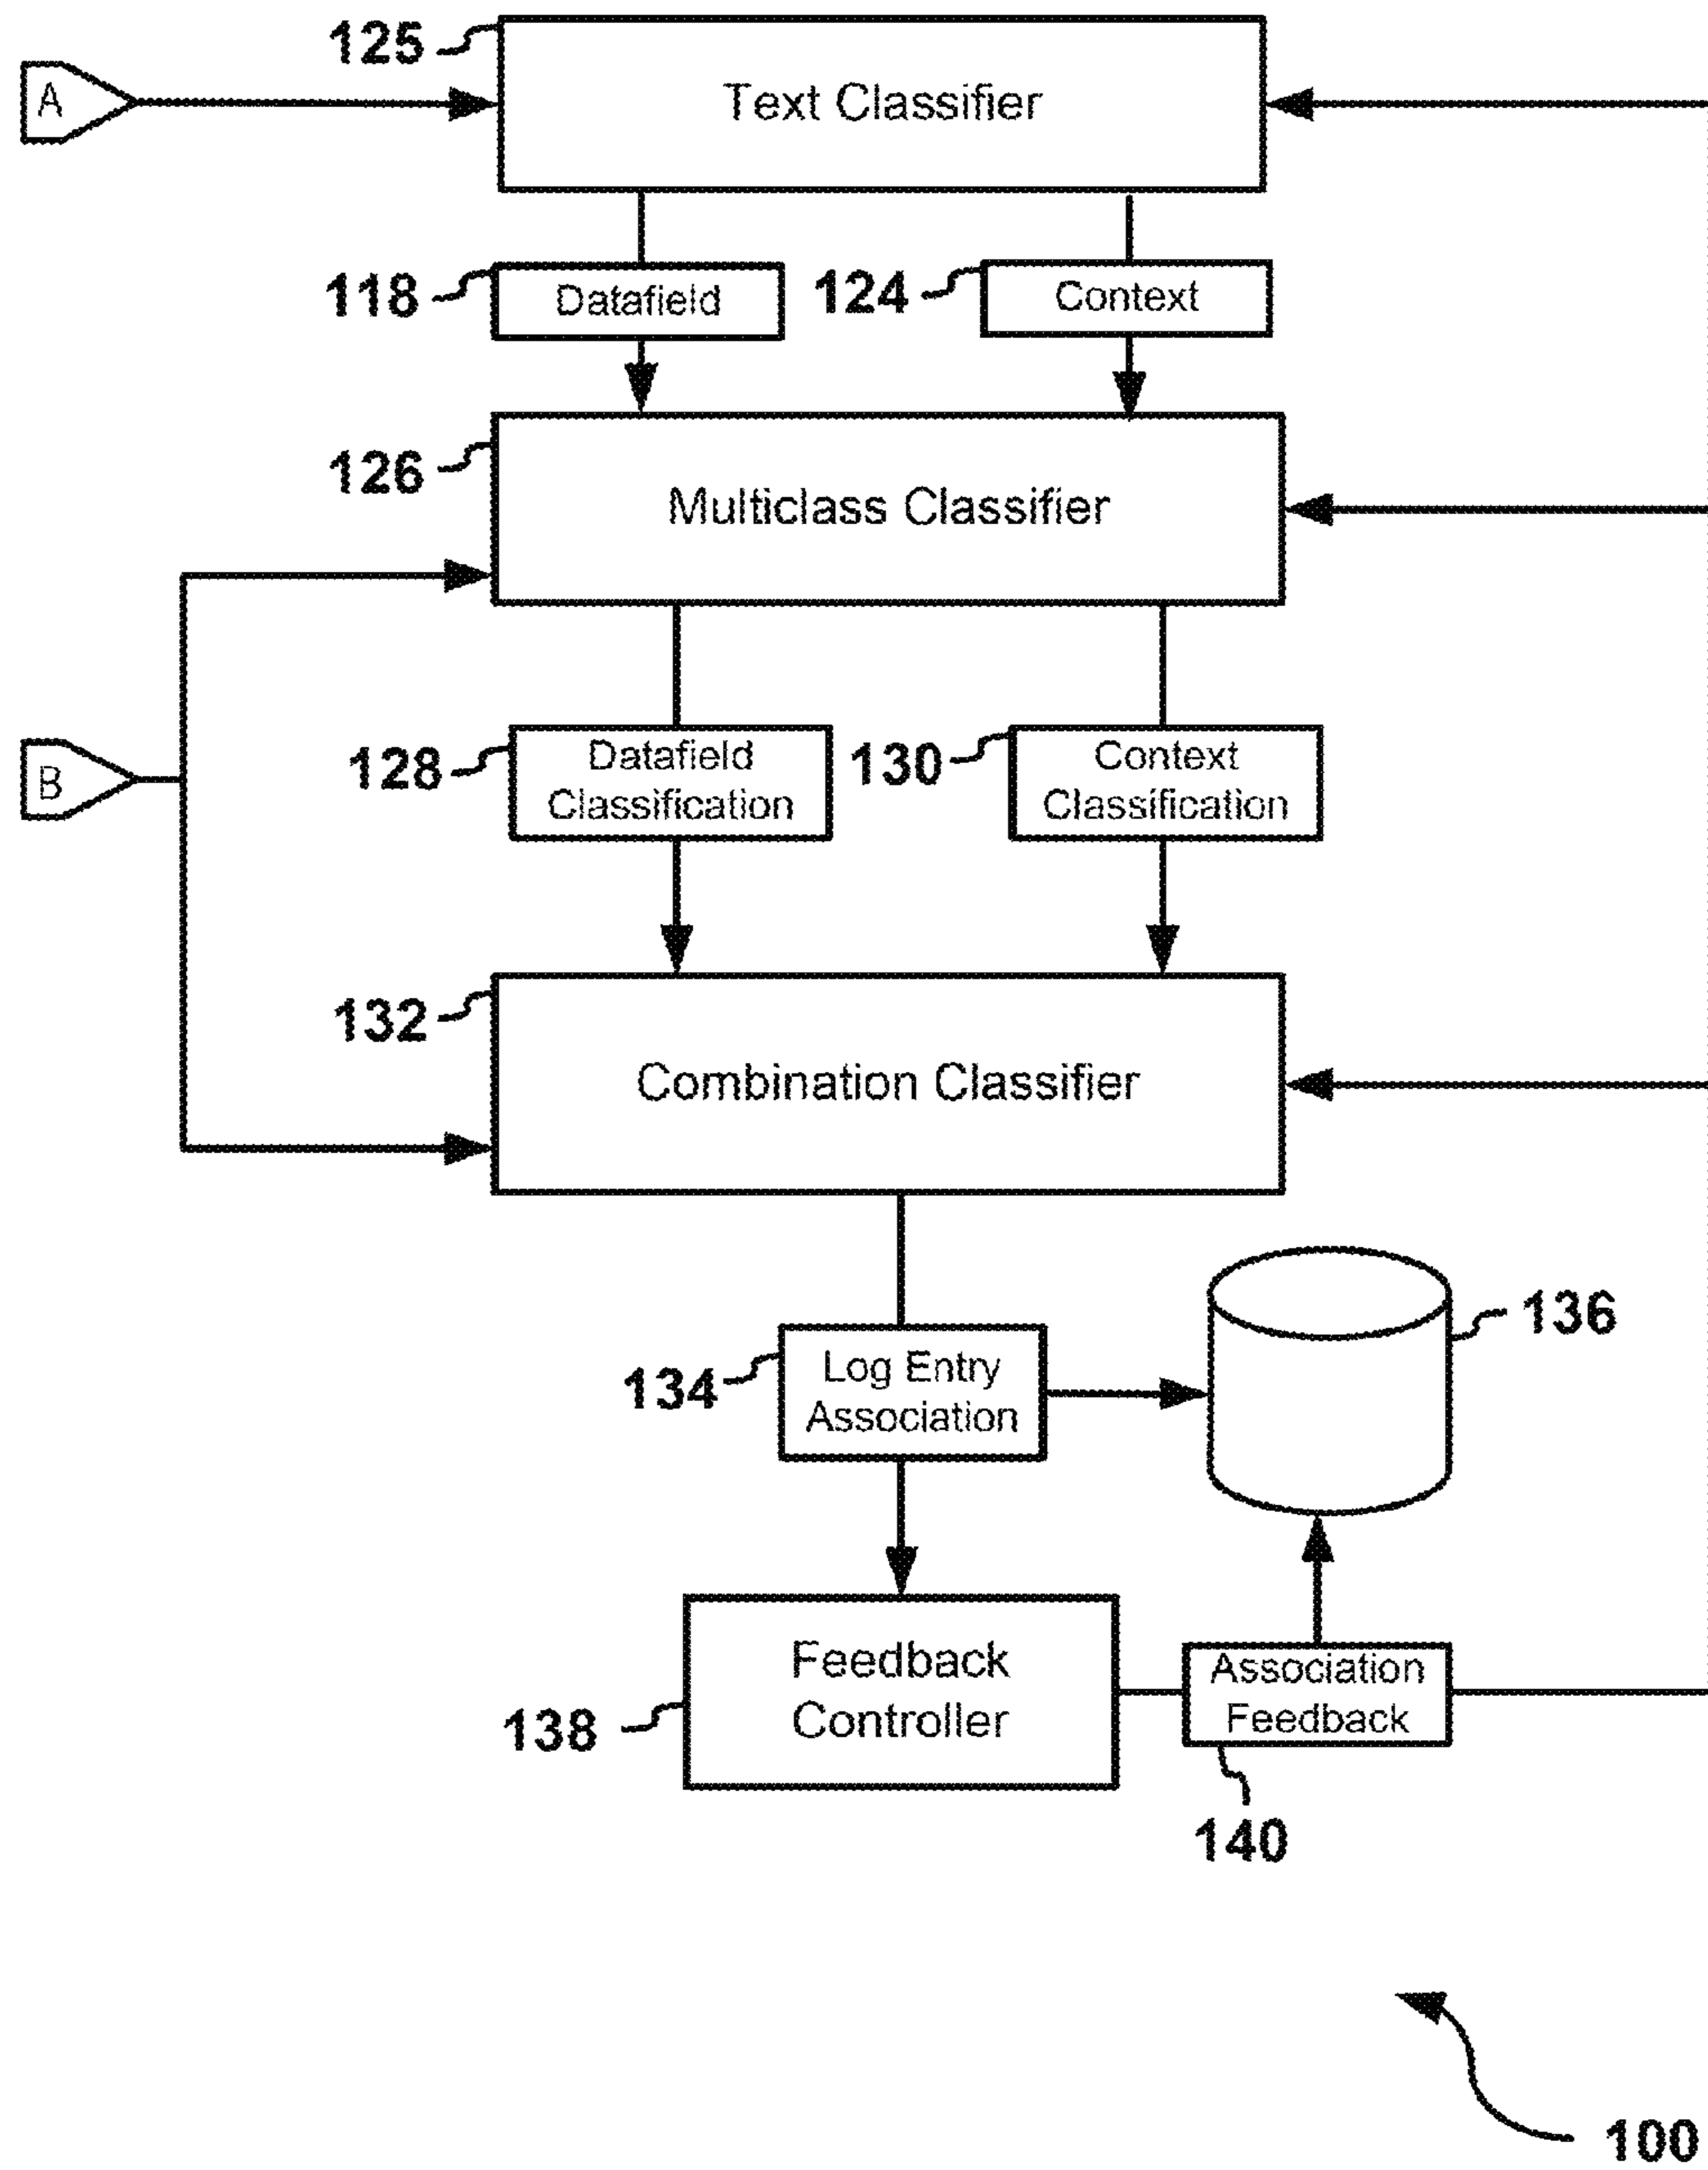 125
A
Text Classifier
118
Datafield
124
Context
126
Multiclass Classifier
B
128
Datafield
Classification
130
Context
Classification
132
Combination Classifier
134
Log Entry
Association
136
138
Feedback
Controller
Association
Feedback
140
100